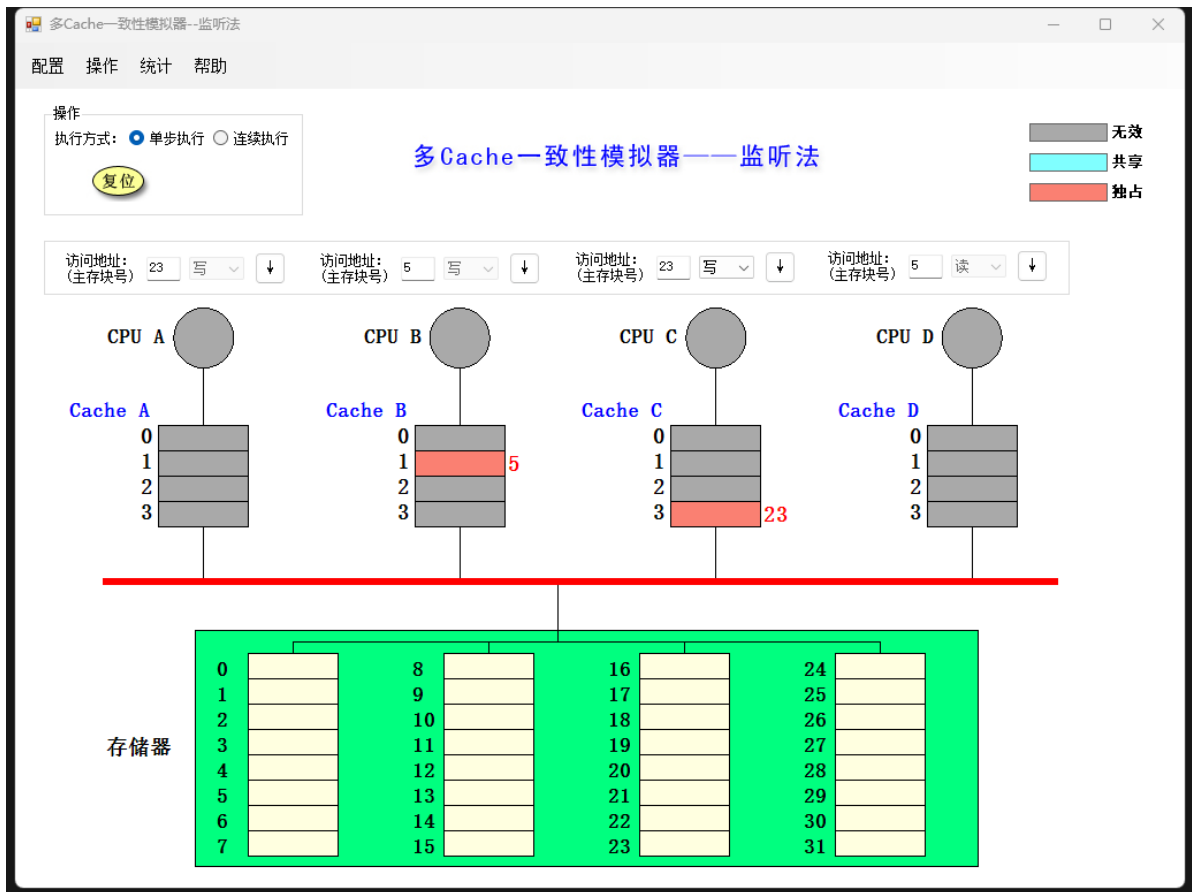 多Cache一致性模拟器--监听法
配置 操作 统计 帮助
操作
执行方式： 单步执行 连续执行
复位
多Cache一致性模拟器——监听法
无效
共享
独占
访问地址：
(主存块号) 23 写 ↓
访问地址：
(主存块号) 5 写 ↓
访问地址：
(主存块号) 23 写 ↓
访问地址：
(主存块号) 5 读 ↓
CPU A CPU B CPU C CPU D
Cache A Cache B Cache C Cache D
0 0 0 0
1 1 5 1 1
2 2 2 2
3 3 3 23 3
存储器
0 8 16 24
1 9 17 25
2 10 18 26
3 11 19 27
4 12 20 28
5 13 21 29
6 14 22 30
7 15 23 31